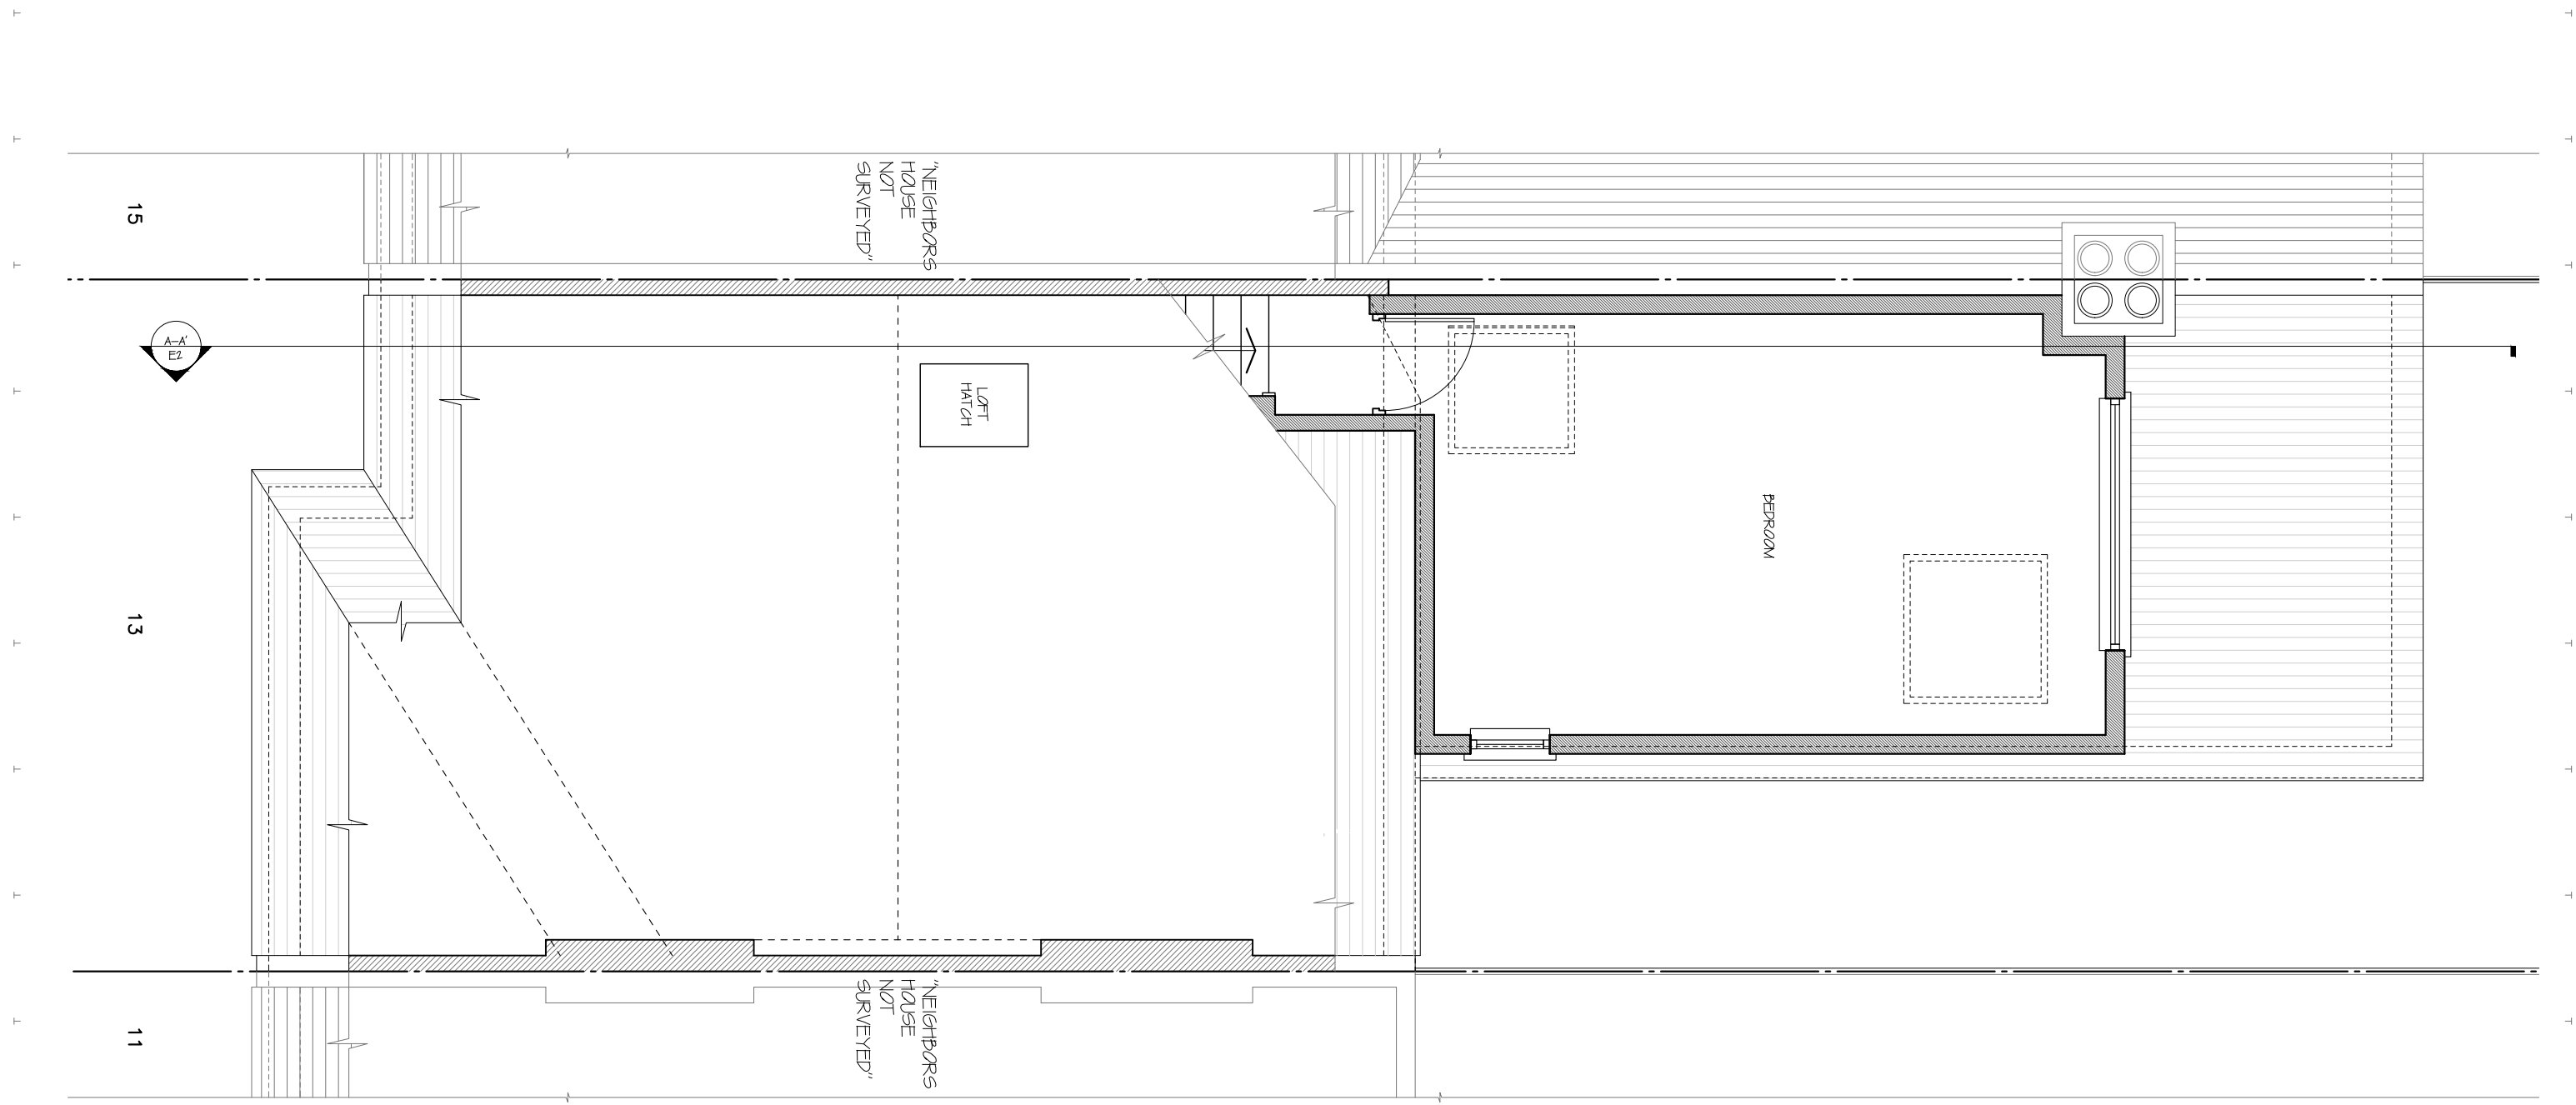 15
"NEIGHBORS
HOUSE
NOT
SURVEYED"
A-A'
E2
LOFT
HATCH
BEDROOM
13
11
"NEIGHBORS
HOUSE
NOT
SURVEYED"